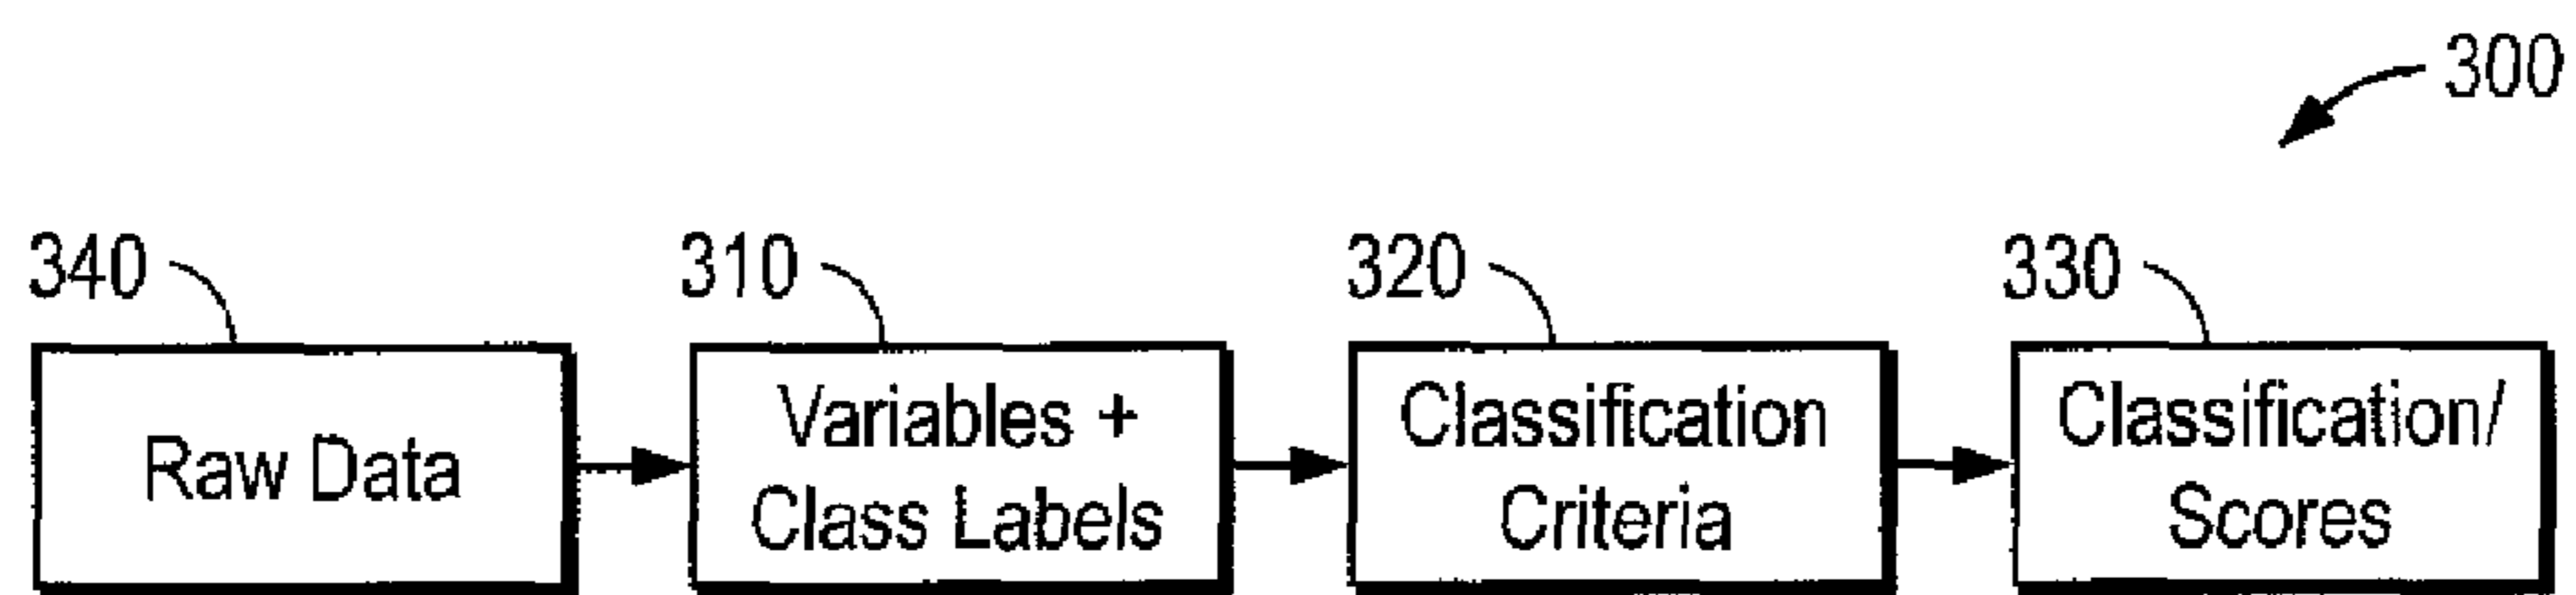 300
340
310
320
330
Raw Data
Variables +
Class Labels
Classification
Criteria
Classification/
Scores